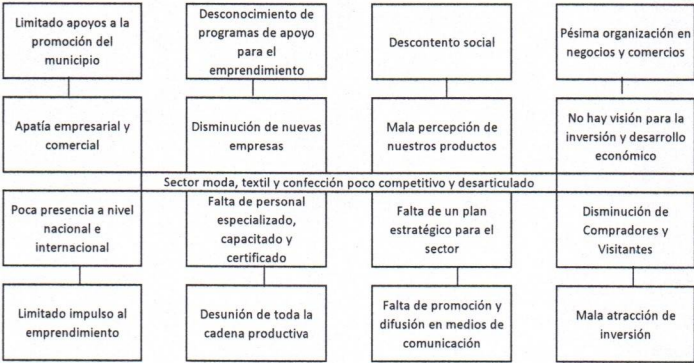 Limitado apoyos a la
promoción del
municipio
Desconocimiento de
programas de apoyo
para el
emprendimiento
Descontento social
Pésima organización en
negocios y comercios
Apatía empresarial y
comercial
Disminución de nuevas
empresas
Mala percepción de
nuestros productos
No hay visión para la
inversión y desarrollo
económico
Sector moda, textil y confección poco competitivo y desarticulado
Poca presencia a nivel
nacional e
internacional
Falta de personal
especializado,
capacitado y
certificado
Falta de un plan
estratégico para el
sector
Disminución de
Compradores y
Visitantes
Limitado impulso al
emprendimiento
Desunión de toda la
cadena productiva
Falta de promoción y
difusión en medios de
comunicación
Mala atracción de
inversión